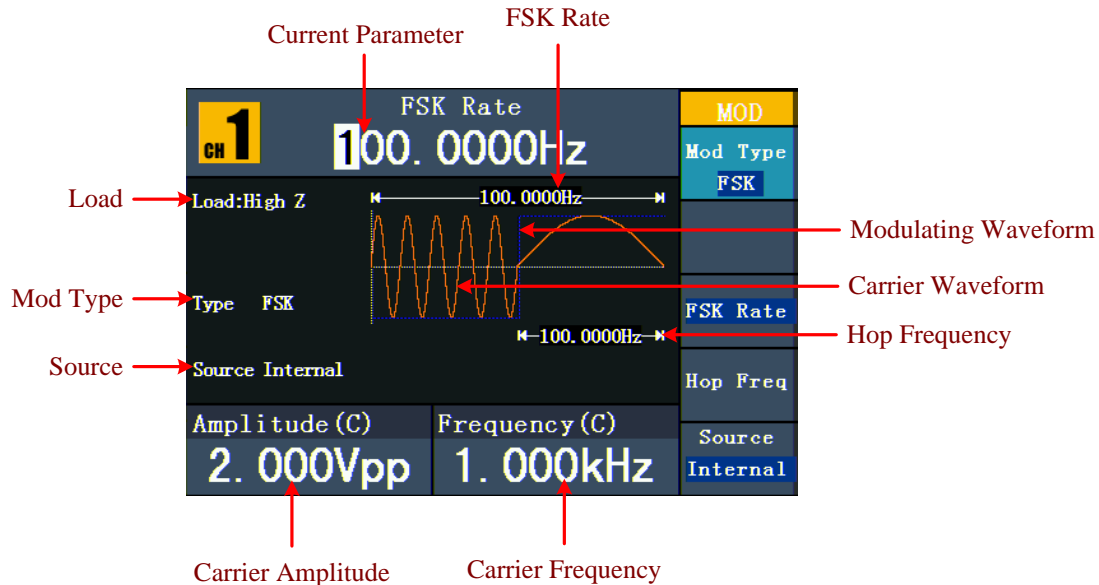 FSK Rate
Current Parameter
CH 1
FSK Rate
100.0000Hz
MOD
Mod Type
FSK
Load
Load:High Z
100.0000Hz
Modulating Waveform
Carrier Waveform
Mod Type
Type FSK
FSK Rate
100.0000Hz
Hop Frequency
Source
Source Internal
Hop Freq
Amplitude(C)
Frequency(C)
Source
2.000Vpp
1.000kHz
Internal
Carrier Amplitude
Carrier Frequency